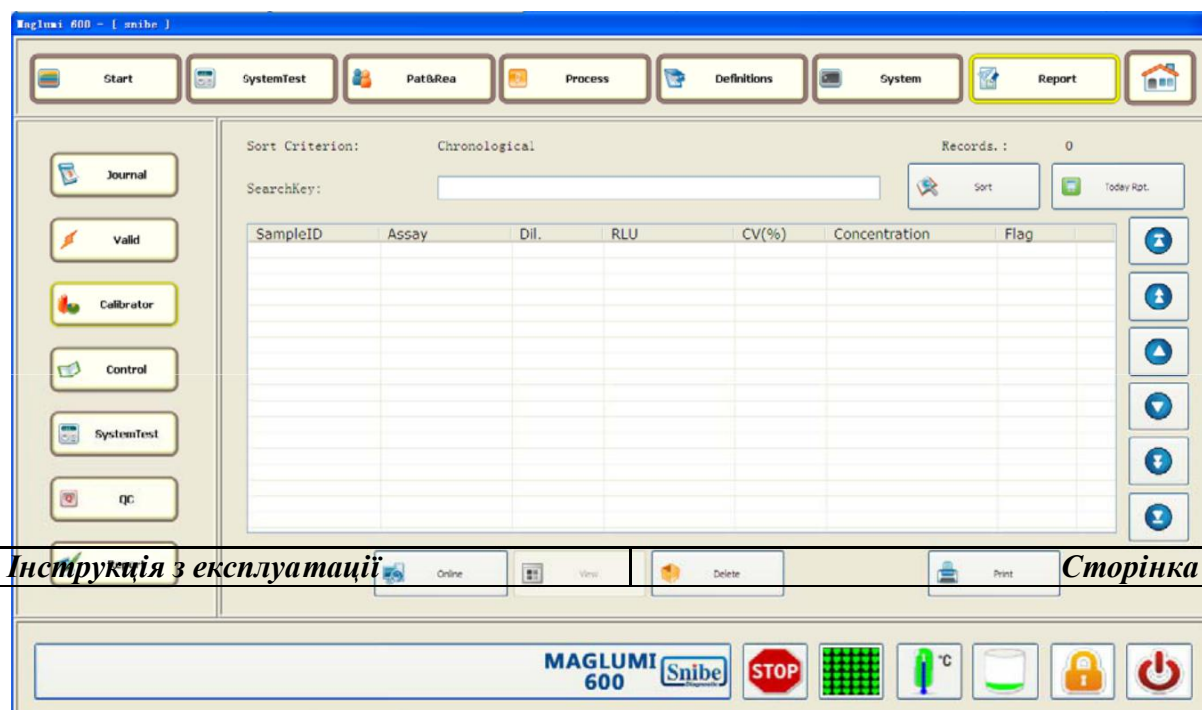 Maglumi 600 - [ snibe ]
Start SystemTest Pat&Rea Process Definitions System Report
Sort Criterion: Chronological Records.: 0
Journal
SearchKey: Sort Today Rpt.
SampleID Assay Dil. RLU CV(%) Concentration Flag
Valid
Calibrator
Control
SystemTest
QC
Інструкція з експлуатації Сторінка
Online View Delete Print
MAGLUMI
600
Snibe
Diagnostic
STOP
°C